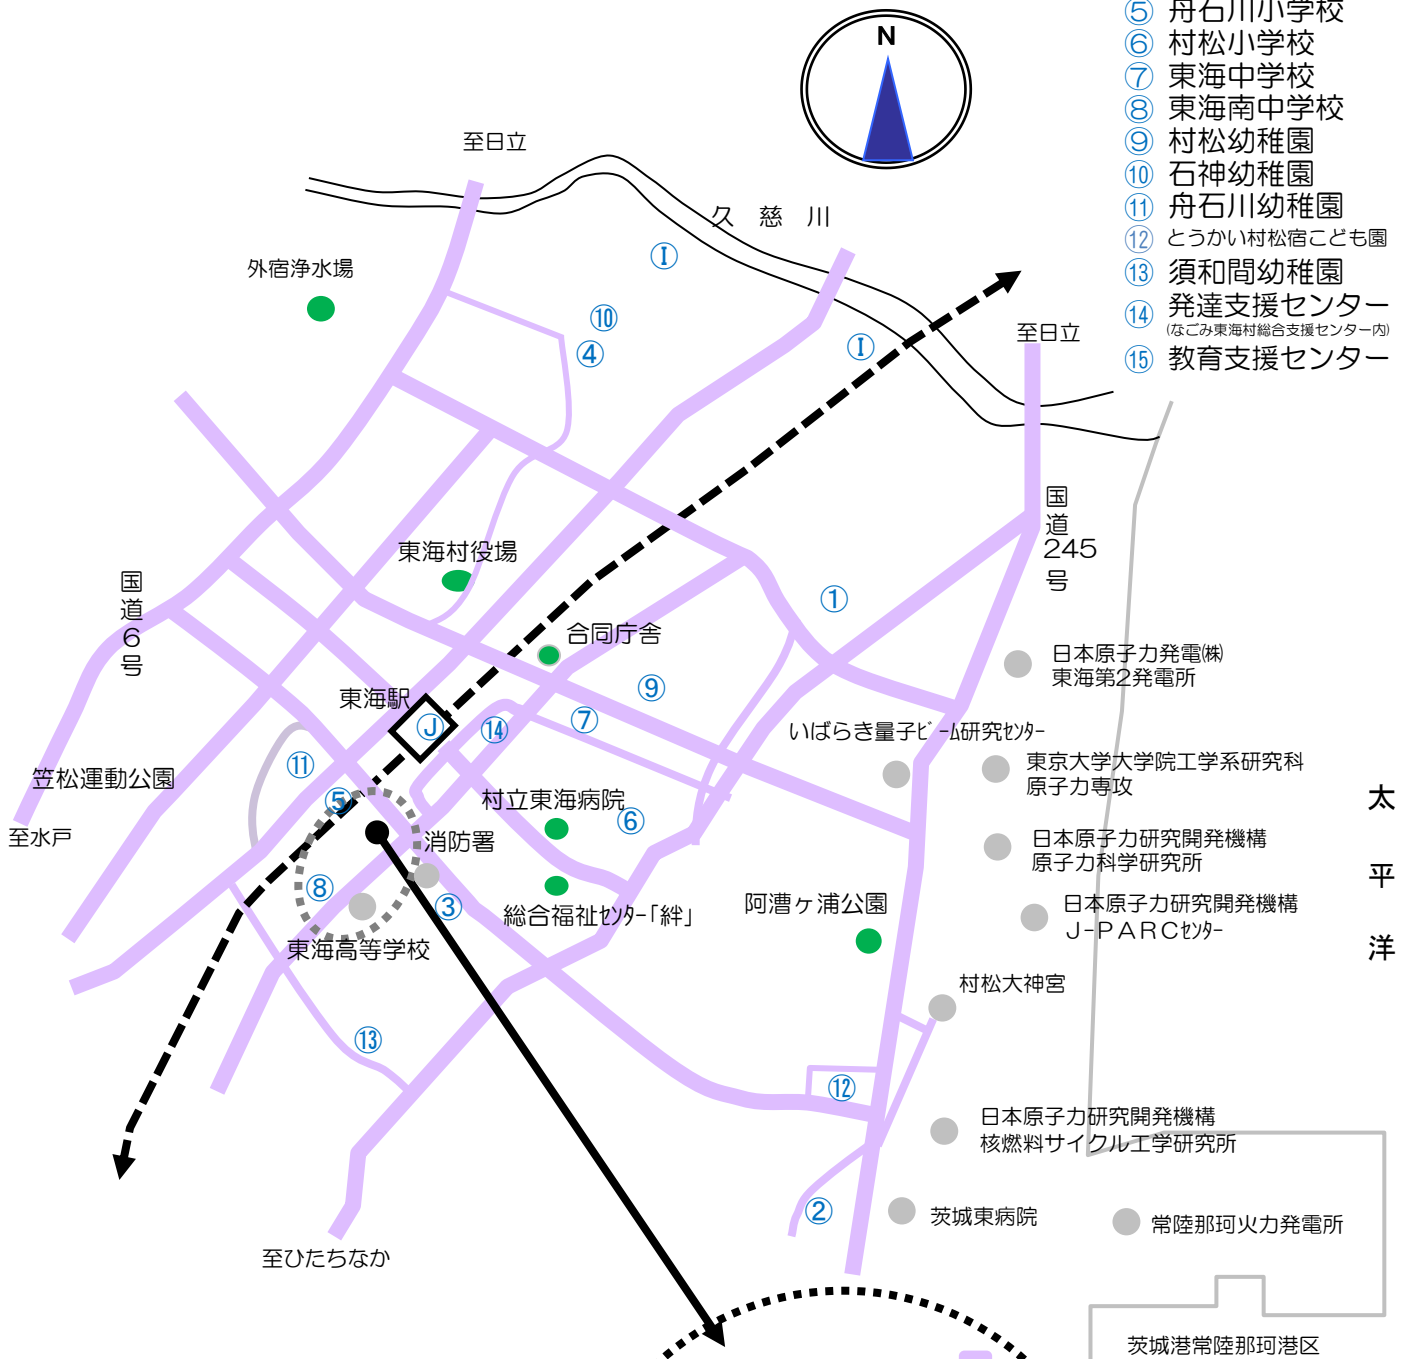 ⑤ 舟石川小学校
⑥ 村松小学校
⑦ 東海中学校
⑧ 東海南中学校
⑨ 村松幼稚園
⑩ 石神幼稚園
⑪ 舟石川幼稚園
⑫ とうかい村松宿こども園
⑬ 須和間幼稚園
⑭ 発達支援センター
(なごみ東海村総合支援センター内)
⑮ 教育支援センター
N
至日立
久慈川
外宿浄水場
Ⓘ
⑩
④
Ⓘ
至日立
国道245号
東海村役場
国道6号
①
合同庁舎
日本原子力発電㈱
東海第2発電所
東海駅
Ⓙ
⑨
⑦
⑭
いばらき量子ビーム研究センター
東京大学大学院工学系研究科
原子力専攻
⑪
笠松運動公園
⑤
村立東海病院
⑥
至水戸
消防署
日本原子力研究開発機構
原子力科学研究所
太平洋
⑧
③
総合福祉センター「絆」
阿漕ヶ浦公園
日本原子力研究開発機構
J-PARCセンター
東海高等学校
村松大神宮
⑬
⑫
日本原子力研究開発機構
核燃料サイクル工学研究所
②
茨城東病院
常陸那珂火力発電所
至ひたちなか
茨城港常陸那珂港区